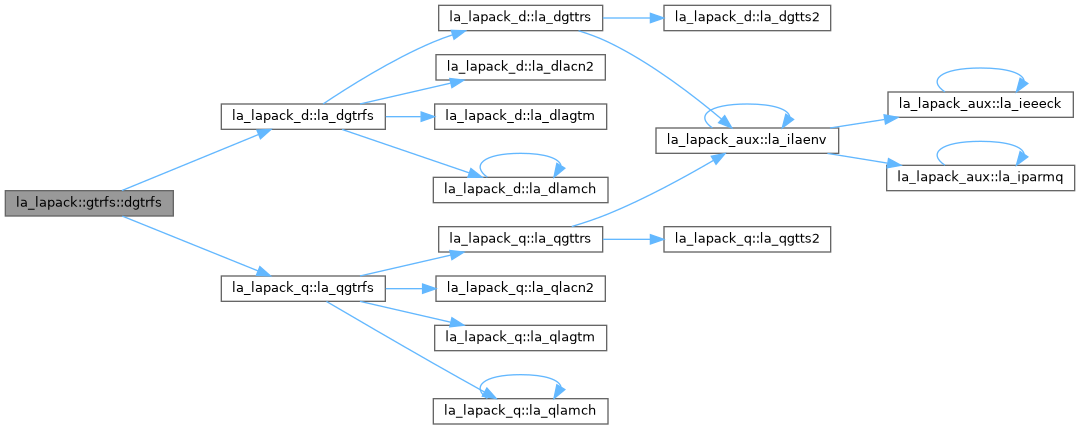 la_lapack::gtrfs::dgtrfs
la_lapack_d::la_dgtrfs
la_lapack_d::la_dgttrs
la_lapack_d::la_dgtts2
la_lapack_d::la_dlacn2
la_lapack_d::la_dlagtm
la_lapack_d::la_dlamch
la_lapack_aux::la_ilaenv
la_lapack_aux::la_ieeeck
la_lapack_aux::la_iparmq
la_lapack_q::la_qgtrfs
la_lapack_q::la_qgttrs
la_lapack_q::la_qgtts2
la_lapack_q::la_qlacn2
la_lapack_q::la_qlagtm
la_lapack_q::la_qlamch